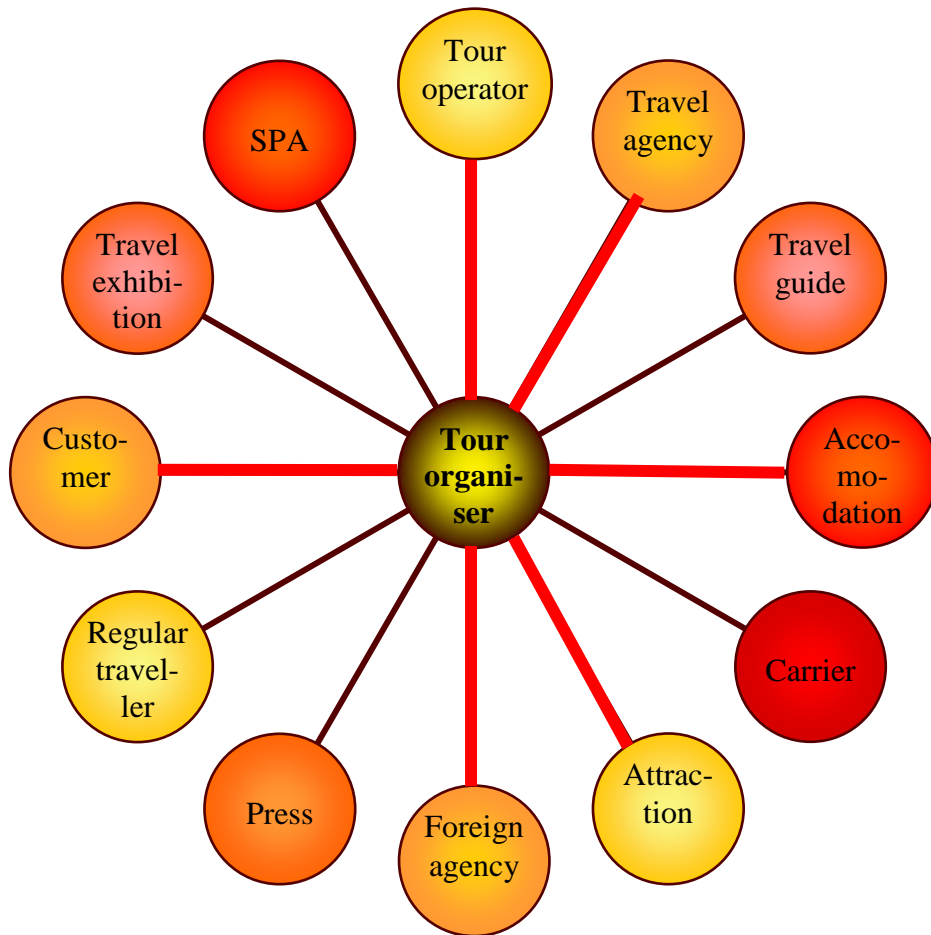 Tour
operator
Travel
agency
Travel
guide
Acco-
mo-
dation
Carrier
Attrac-
tion
Foreign
agency
Press
Regular
travel-
ler
Custo-
mer
Travel
exhibi-
tion
SPA
Tour
organi-
ser